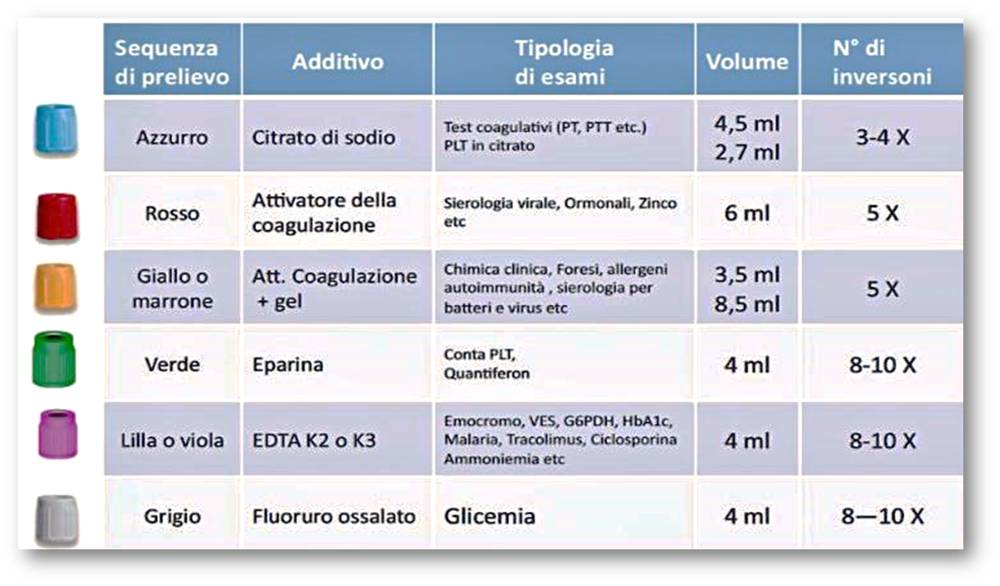 Sequenza
di prelievo
Additivo
Tipologia
di esami
Volume
N° di
inversoni
Azzurro
Citrato di sodio
Test coagulativi (PT, PTT etc.)
PLT in citrato
4,5 ml
2,7 ml
3-4 X
Rosso
Attivatore della
coagulazione
Sierologia virale, Ormonali, Zinco
etc
6 ml
5 X
Giallo o
marrone
Att. Coagulazione
+ gel
Chimica clinica, Foresi, allergeni
autoimmunità , sierologia per
batteri e virus etc
3,5 ml
8,5 ml
5 X
Verde
Eparina
Conta PLT,
Quantiferon
4 ml
8-10 X
Lilla o viola
EDTA K2 o K3
Emocromo, VES, G6PDH, HbA1c,
Malaria, Tracolimus, Ciclosporina
Ammoniemia etc
4 ml
8-10 X
Grigio
Fluoruro ossalato
Glicemia
4 ml
8—10 X